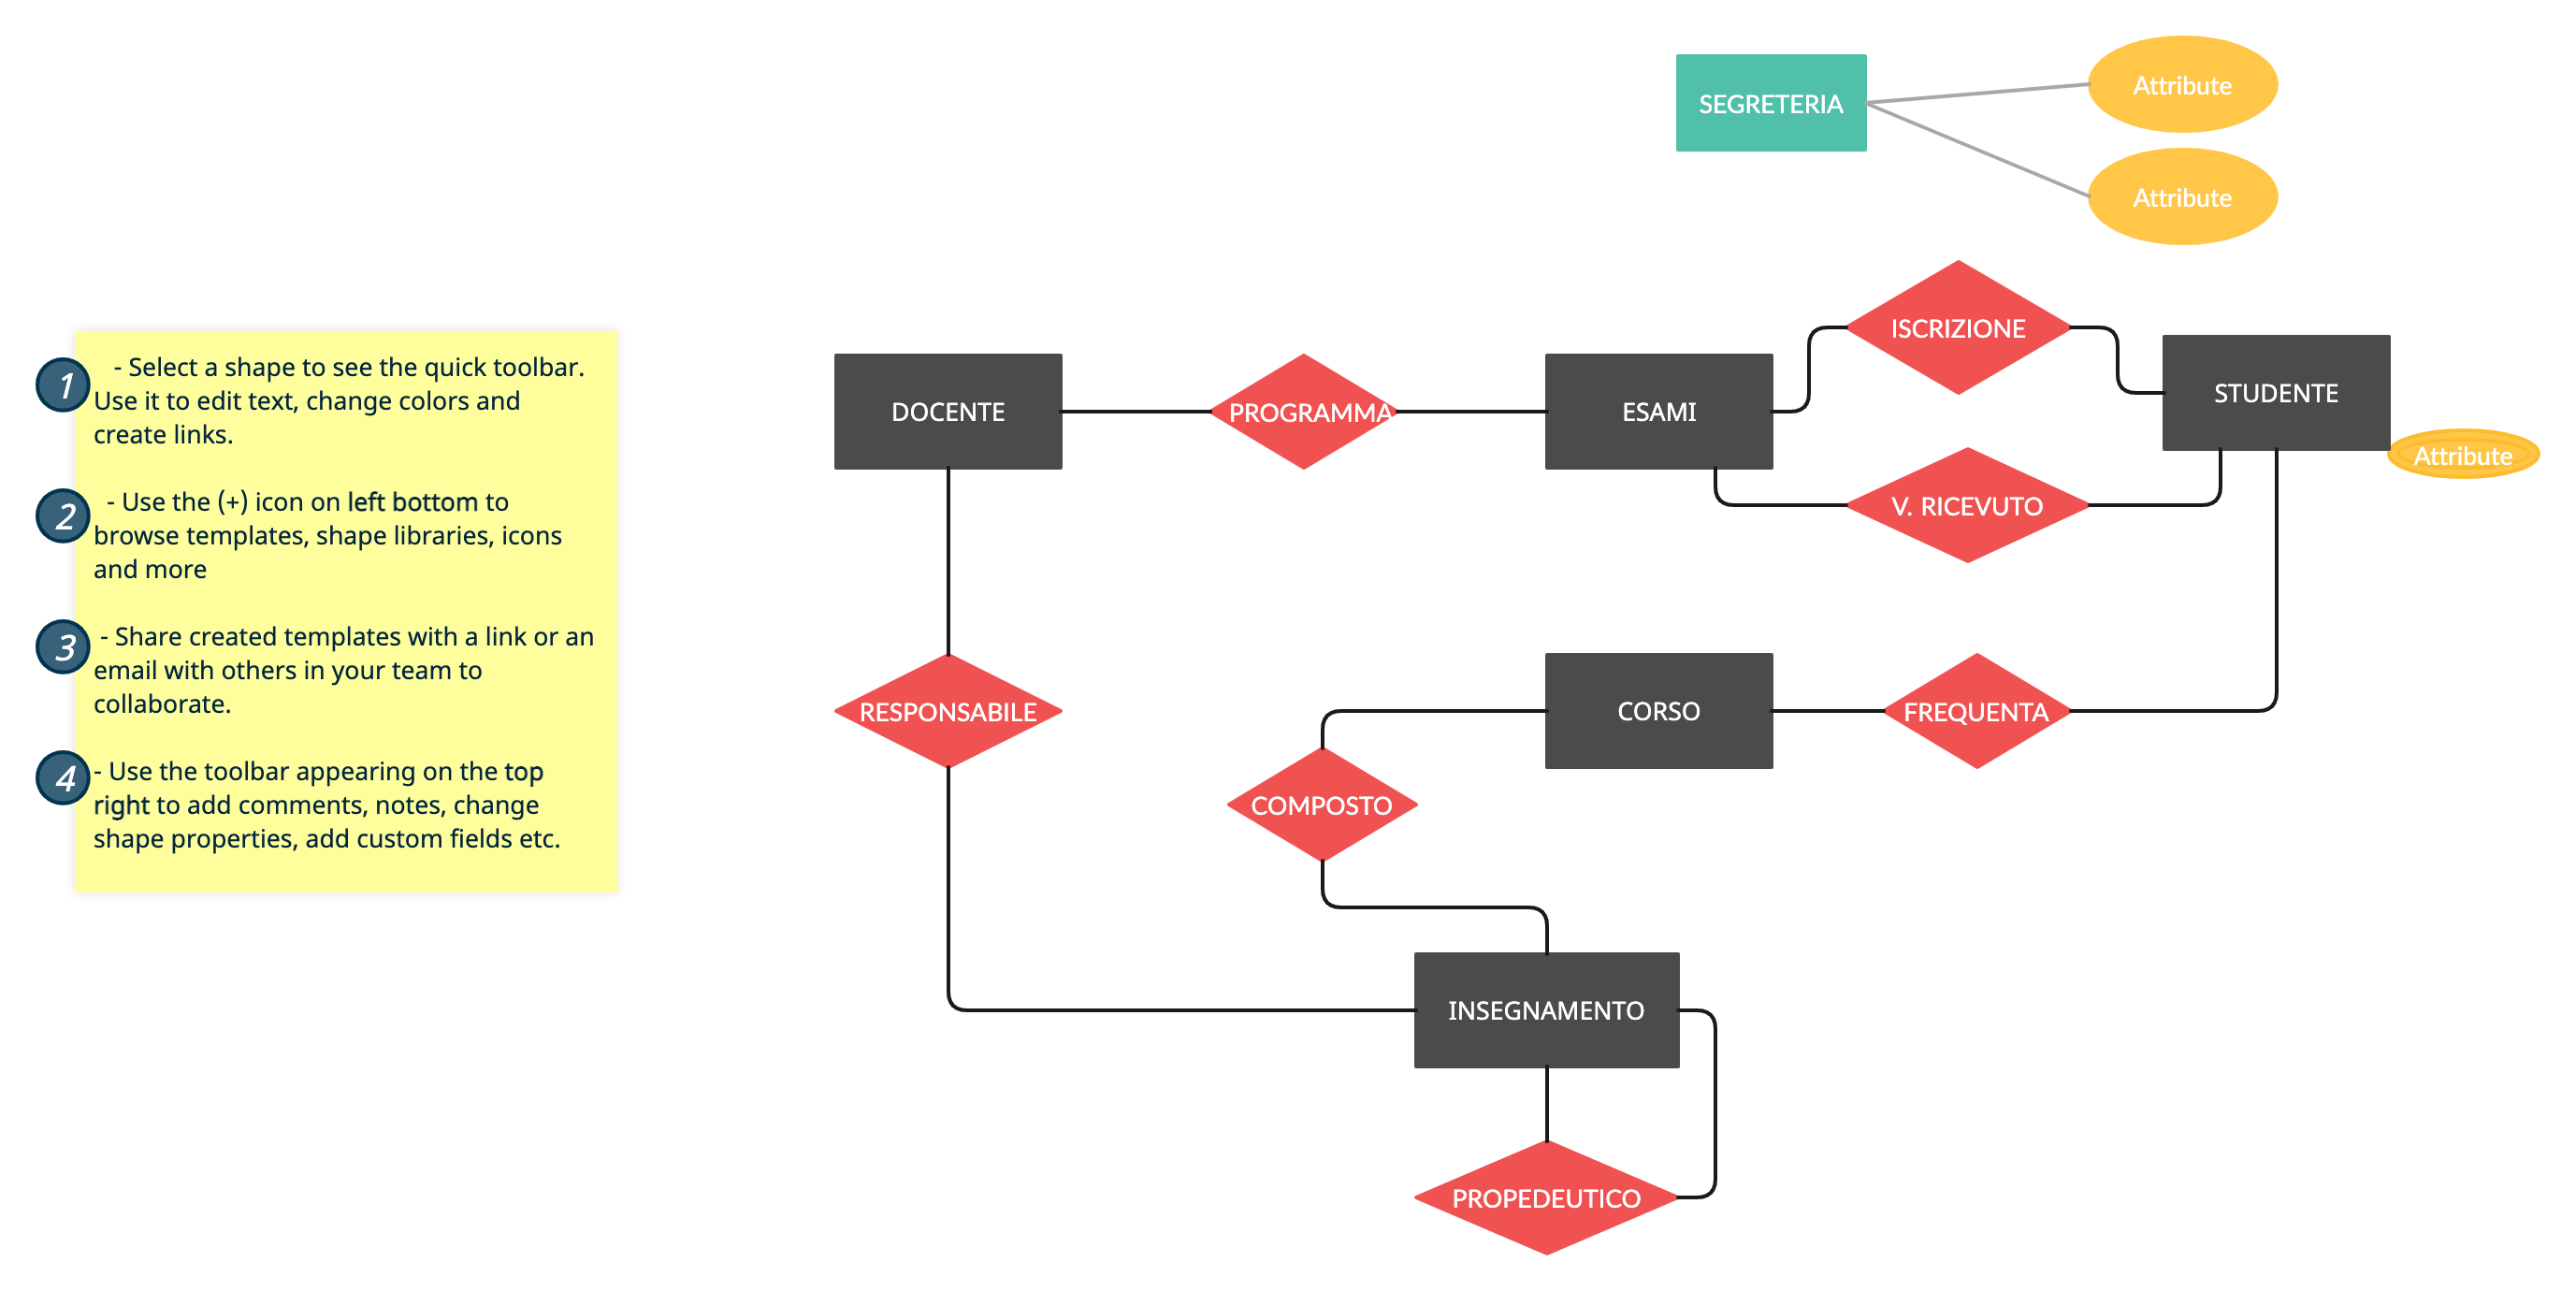 SEGRETERIA
Attribute
Attribute
1
- Select a shape to see the quick toolbar.
Use it to edit text, change colors and
create links.
2
- Use the (+) icon on left bottom to
browse templates, shape libraries, icons
and more
3
- Share created templates with a link or an
email with others in your team to
collaborate.
4
- Use the toolbar appearing on the top
right to add comments, notes, change
shape properties, add custom fields etc.
DOCENTE
PROGRAMMA
ESAMI
ISCRIZIONE
STUDENTE
Attribute
V. RICEVUTO
RESPONSABILE
CORSO
FREQUENTA
COMPOSTO
INSEGNAMENTO
PROPEDEUTICO